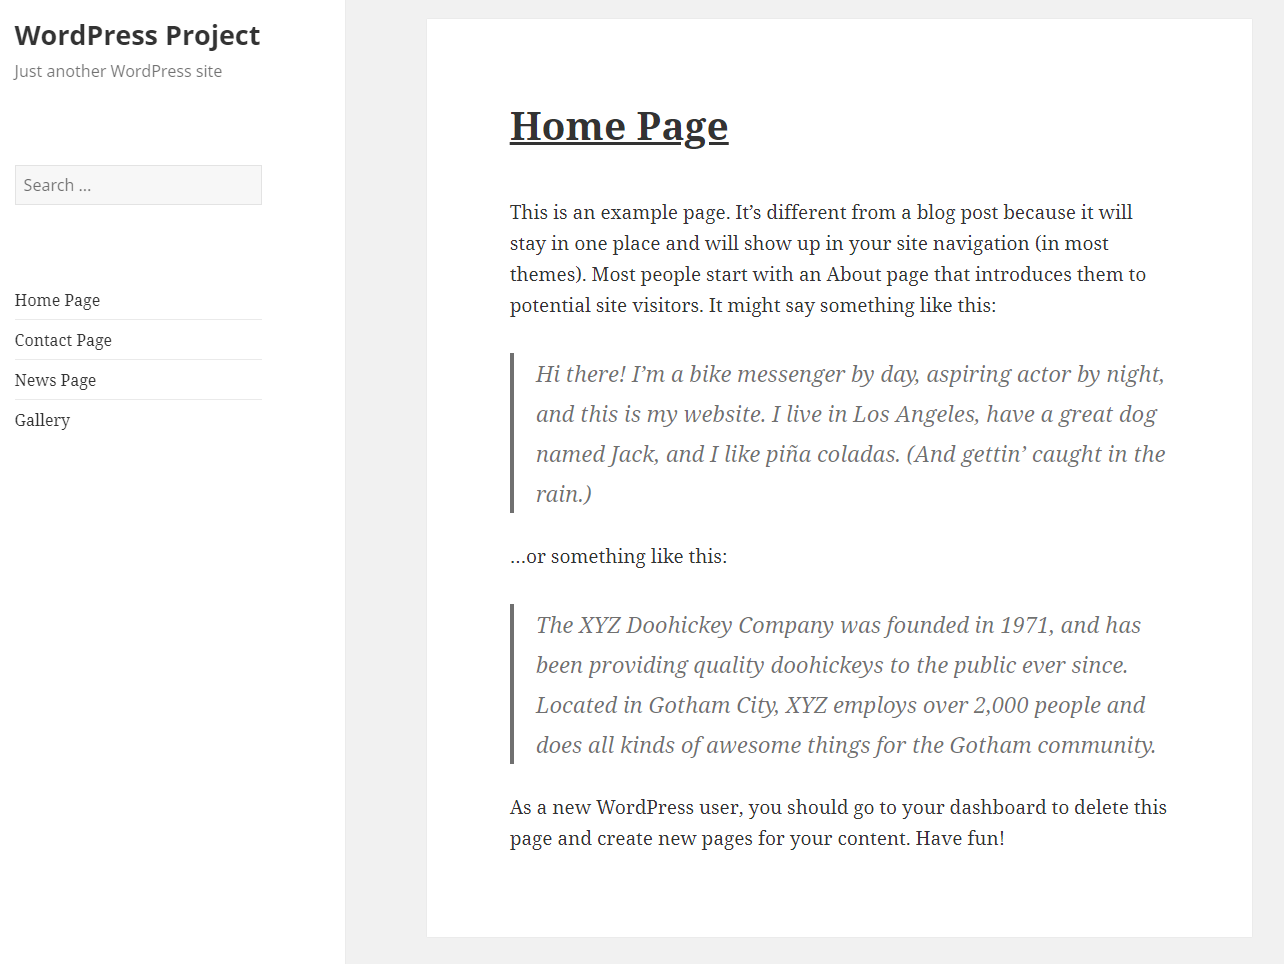 WordPress Project
Just another WordPress site
Search ...
Home Page
Contact Page
News Page
Gallery
Home Page
This is an example page. It’s different from a blog post because it will
stay in one place and will show up in your site navigation (in most
themes). Most people start with an About page that introduces them to
potential site visitors. It might say something like this:
Hi there! I’m a bike messenger by day, aspiring actor by night,
and this is my website. I live in Los Angeles, have a great dog
named Jack, and I like piña coladas. (And gettin’ caught in the
rain.)
…or something like this:
The XYZ Doohickey Company was founded in 1971, and has
been providing quality doohickeys to the public ever since.
Located in Gotham City, XYZ employs over 2,000 people and
does all kinds of awesome things for the Gotham community.
As a new WordPress user, you should go to your dashboard to delete this
page and create new pages for your content. Have fun!